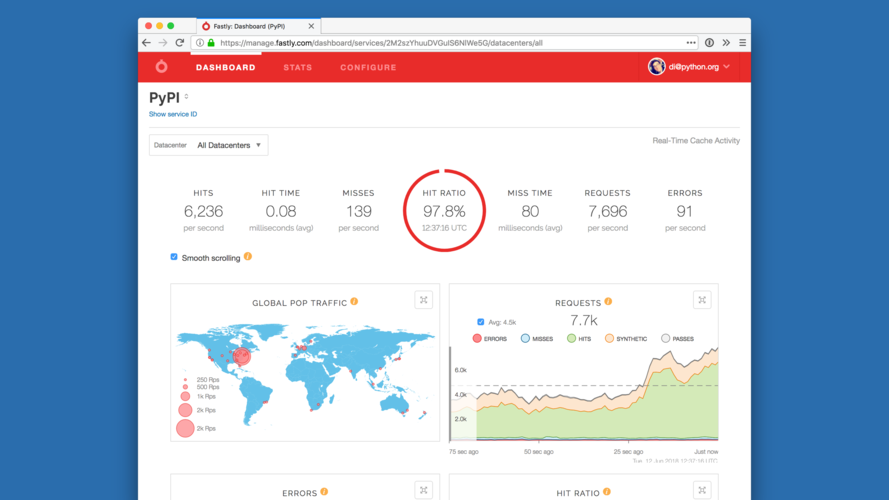 Fastly: Dashboard (PyPI)
https://manage.fastly.com/dashboard/services/2M2szYhuuDVGuIS6NIWe5G/datacenters/all
DASHBOARD STATS CONFIGURE di@python.org
PyPI
Show service ID
Datacenter All Datacenters
Real-Time Cache Activity
HITS HIT TIME MISSES HIT RATIO MISS TIME REQUESTS ERRORS
6,236 0.08 139 97.8% 80 7,696 91
per second milliseconds (avg) per second 12:37:16 UTC milliseconds (avg) per second per second
Smooth scrolling
GLOBAL POP TRAFFIC
250 Rps
500 Rps
1k Rps
2k Rps
2k Rps
REQUESTS
Avg: 4.5k 7.7k
ERRORS MISSES HITS SYNTHETIC PASSES
6.0k
4.0k
2.0k
75 sec ago 50 sec ago 25 sec ago Just now
Tue, 12 Jun 2018 12:37:16 UTC
ERRORS
HIT RATIO